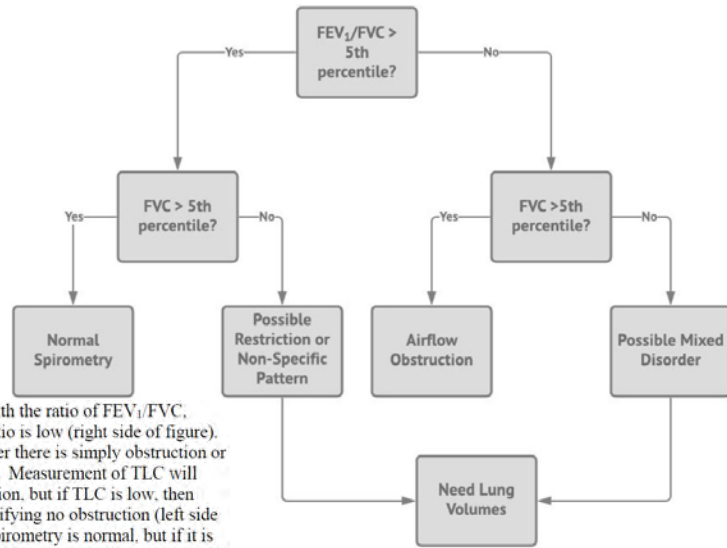 FEV₁/FVC >
5th
percentile?
Yes
No
FVC > 5th
percentile?
FVC >5th
percentile?
Yes
No
Yes
No
Normal
Spirometry
Possible
Restriction or
Non-Specific
Pattern
Airflow
Obstruction
Possible Mixed
Disorder
Need Lung
Volumes
the ratio of FEV₁/FVC,
io is low (right side of figure).
er there is simply obstruction or
Measurement of TLC will
ion, but if TLC is low, then
ifying no obstruction (left side
pirometry is normal, but if it is